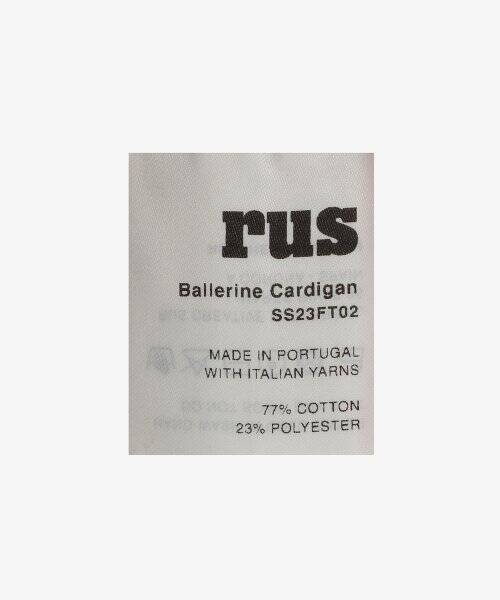 rus
Ballerine Cardigan
SS23FT02
MADE IN PORTUGAL
WITH ITALIAN YARNS
77% COTTON
23% POLYESTER